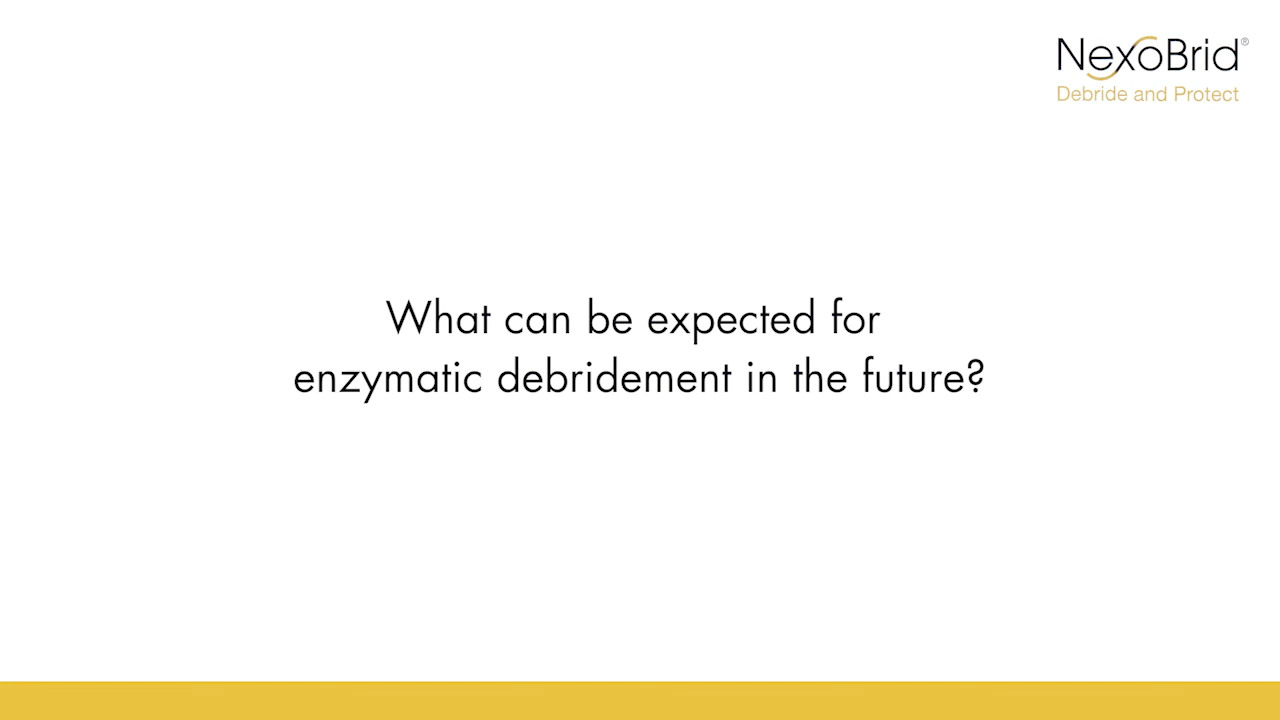 NexoBrid®
Debride and Protect
What can be expected for
enzymatic debridement in the future?